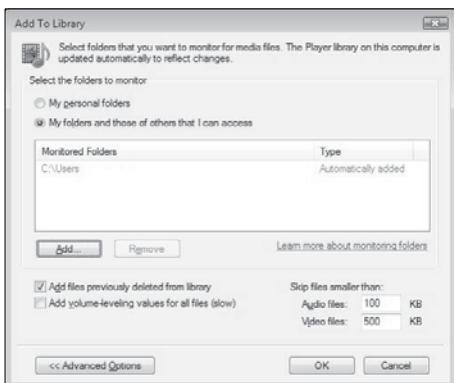 Add To Library
Select folders that you want to monitor for media files. The Player library on this computer is
updated automatically to reflect changes.
Select the folders to monitor
My personal folders
My folders and those of others that I can access
Monitored Folders Type
C:\Users Automatically added
Add... Remove Learn more about monitoring folders
Add files previously deleted from library Skip files smaller than:
Add volume-leveling values for all files (slow) Audio files: 100 KB
Video files: 500 KB
<< Advanced Options OK Cancel